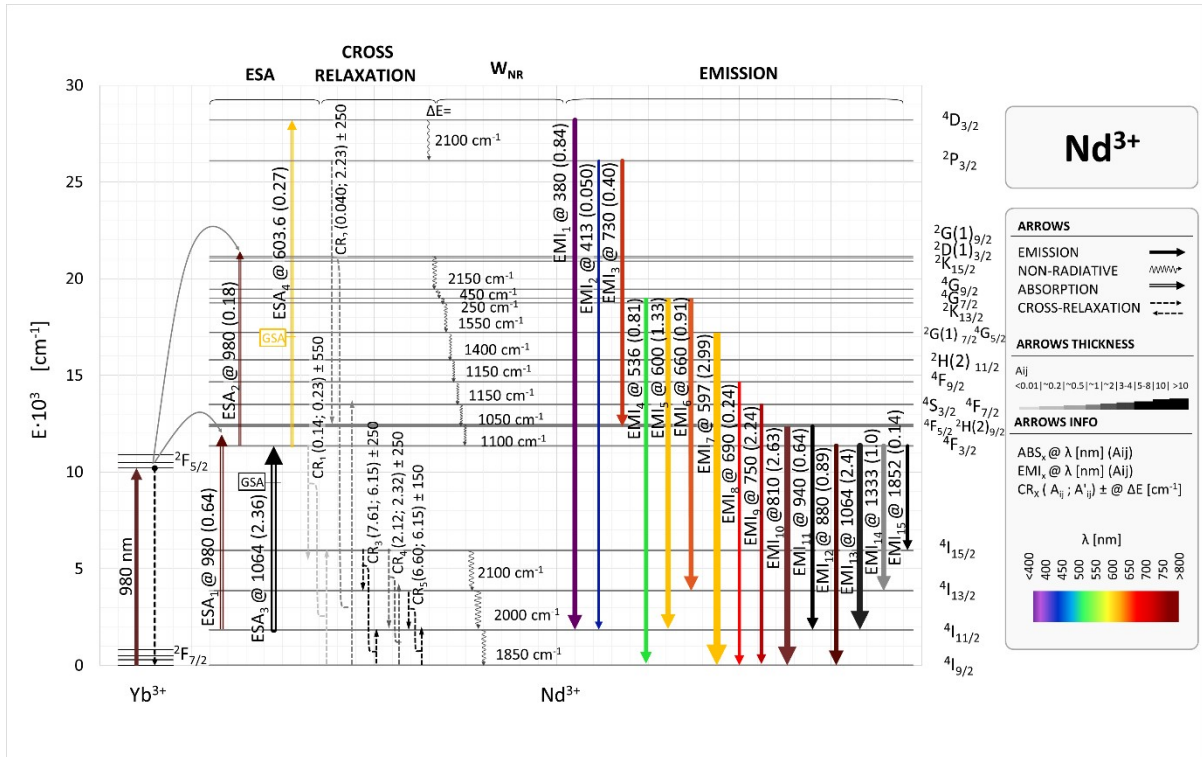 ESA
CROSS
RELAXATION
W_NR
EMISSION
30
25
20
15
10
5
0
E·10³ [cm⁻¹]
980 nm
²F₅/₂
²F₇/₂
Yb³⁺
Nd³⁺
ESA₁ @ 980 (0.64)
ESA₂ @ 980 (0.18)
ESA₃ @ 1064 (2.36)
ESA₄ @ 603.6 (0.27)
GSA
GSA
CR₁ (0.14; 0.23) ± 550
CR₂ (0.040; 2.23) ± 250
CR₃ (7.61; 6.15) ± 250
CR₄ (2.12; 2.32) ± 250
CR₅ (6.60; 6.15) ± 150
ΔE=
2100 cm⁻¹
2150 cm⁻¹
450 cm⁻¹
250 cm⁻¹
1550 cm⁻¹
1400 cm⁻¹
1150 cm⁻¹
1150 cm⁻¹
1050 cm⁻¹
1100 cm⁻¹
2100 cm⁻¹
2000 cm⁻¹
1850 cm⁻¹
EMI₁ @ 380 (0.84)
EMI₂ @ 413 (0.050)
EMI₃ @ 730 (0.40)
EMI₄ @ 536 (0.81)
EMI₅ @ 600 (1.33)
EMI₆ @ 660 (0.91)
EMI₇ @ 597 (2.99)
EMI₈ @ 690 (0.24)
EMI₉ @ 750 (2.24)
EMI₁₀ @810 (2.63)
EMI₁₁ @ 940 (0.64)
EMI₁₂ @ 880 (0.89)
EMI₁₃ @ 1064 (2.4)
EMI₁₄ @ 1333 (1.0)
EMI₁₅ @ 1852 (0.14)
⁴D₃/₂
²P₃/₂
²G(1)₉/₂
²D(1)₃/₂
²K₁₅/₂
⁴G₉/₂
⁴G₇/₂
²K₁₃/₂
²G(1)₇/₂ ⁴G₅/₂
²H(2)₁₁/₂
⁴F₉/₂
⁴S₃/₂ ⁴F₇/₂
⁴F₅/₂ ²H(2)₉/₂
⁴F₃/₂
⁴I₁₅/₂
⁴I₁₃/₂
⁴I₁₁/₂
⁴I₉/₂
Nd³⁺
ARROWS
EMISSION
NON-RADIATIVE
ABSORPTION
CROSS-RELAXATION
ARROWS THICKNESS
Aij
<0.01|~0.2|~0.5|~1|~2|3-4|5-8|10|>10
ARROWS INFO
ABSₓ @ λ [nm] (Aij)
EMIₓ @ λ [nm] (Aij)
CRₓ ( A_ij ; A'_ij) ± @ ΔE [cm⁻¹]
λ [nm]
<400
400
450
500
550
600
650
700
750
800
>800